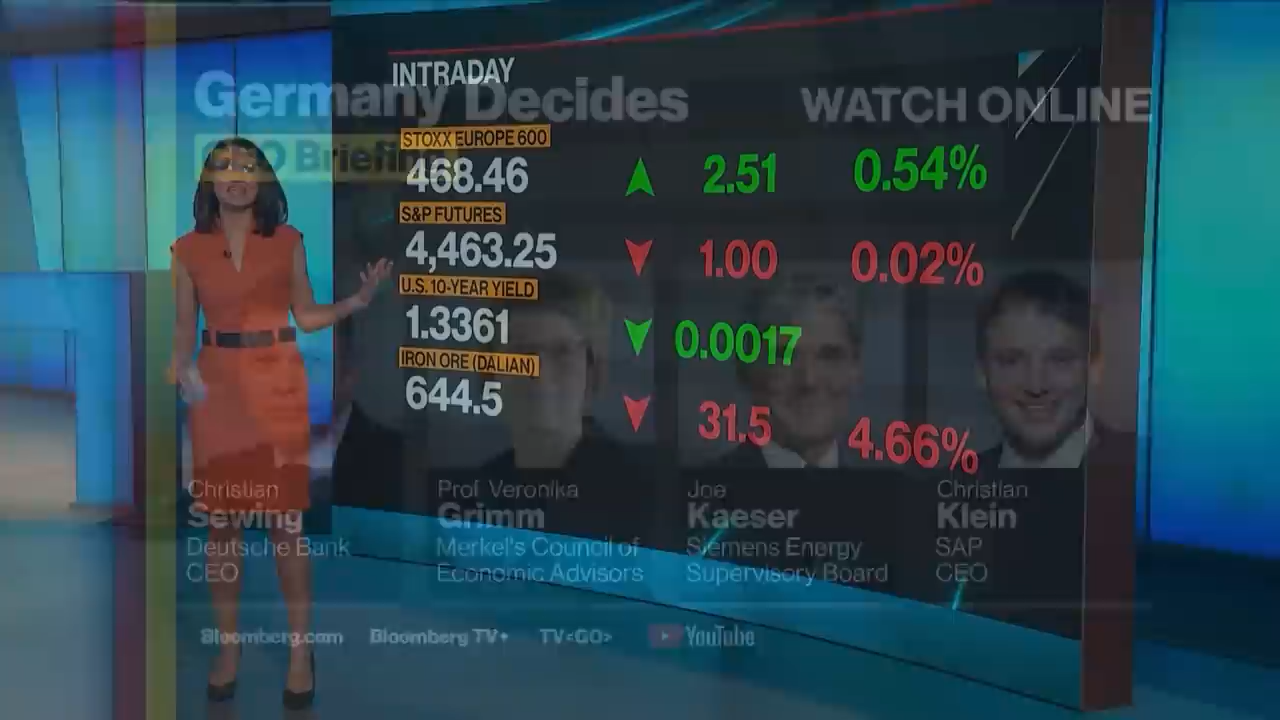 Germany Decides
WATCH ONLINE
CEO Briefing
INTRADAY
STOXX EUROPE 600
468.46 2.51 0.54%
S&P FUTURES
4,463.25 1.00 0.02%
U.S. 10-YEAR YIELD
1.3361 0.0017
IRON ORE (DALIAN)
644.5 31.5 4.66%
Christian
Sewing
Deutsche Bank
CEO
Prof. Veronika
Grimm
Merkel's Council of
Economic Advisors
Joe
Kaeser
Siemens Energy
Supervisory Board
Christian
Klein
SAP
CEO
Bloomberg.com Bloomberg TV+ TV<GO> YouTube